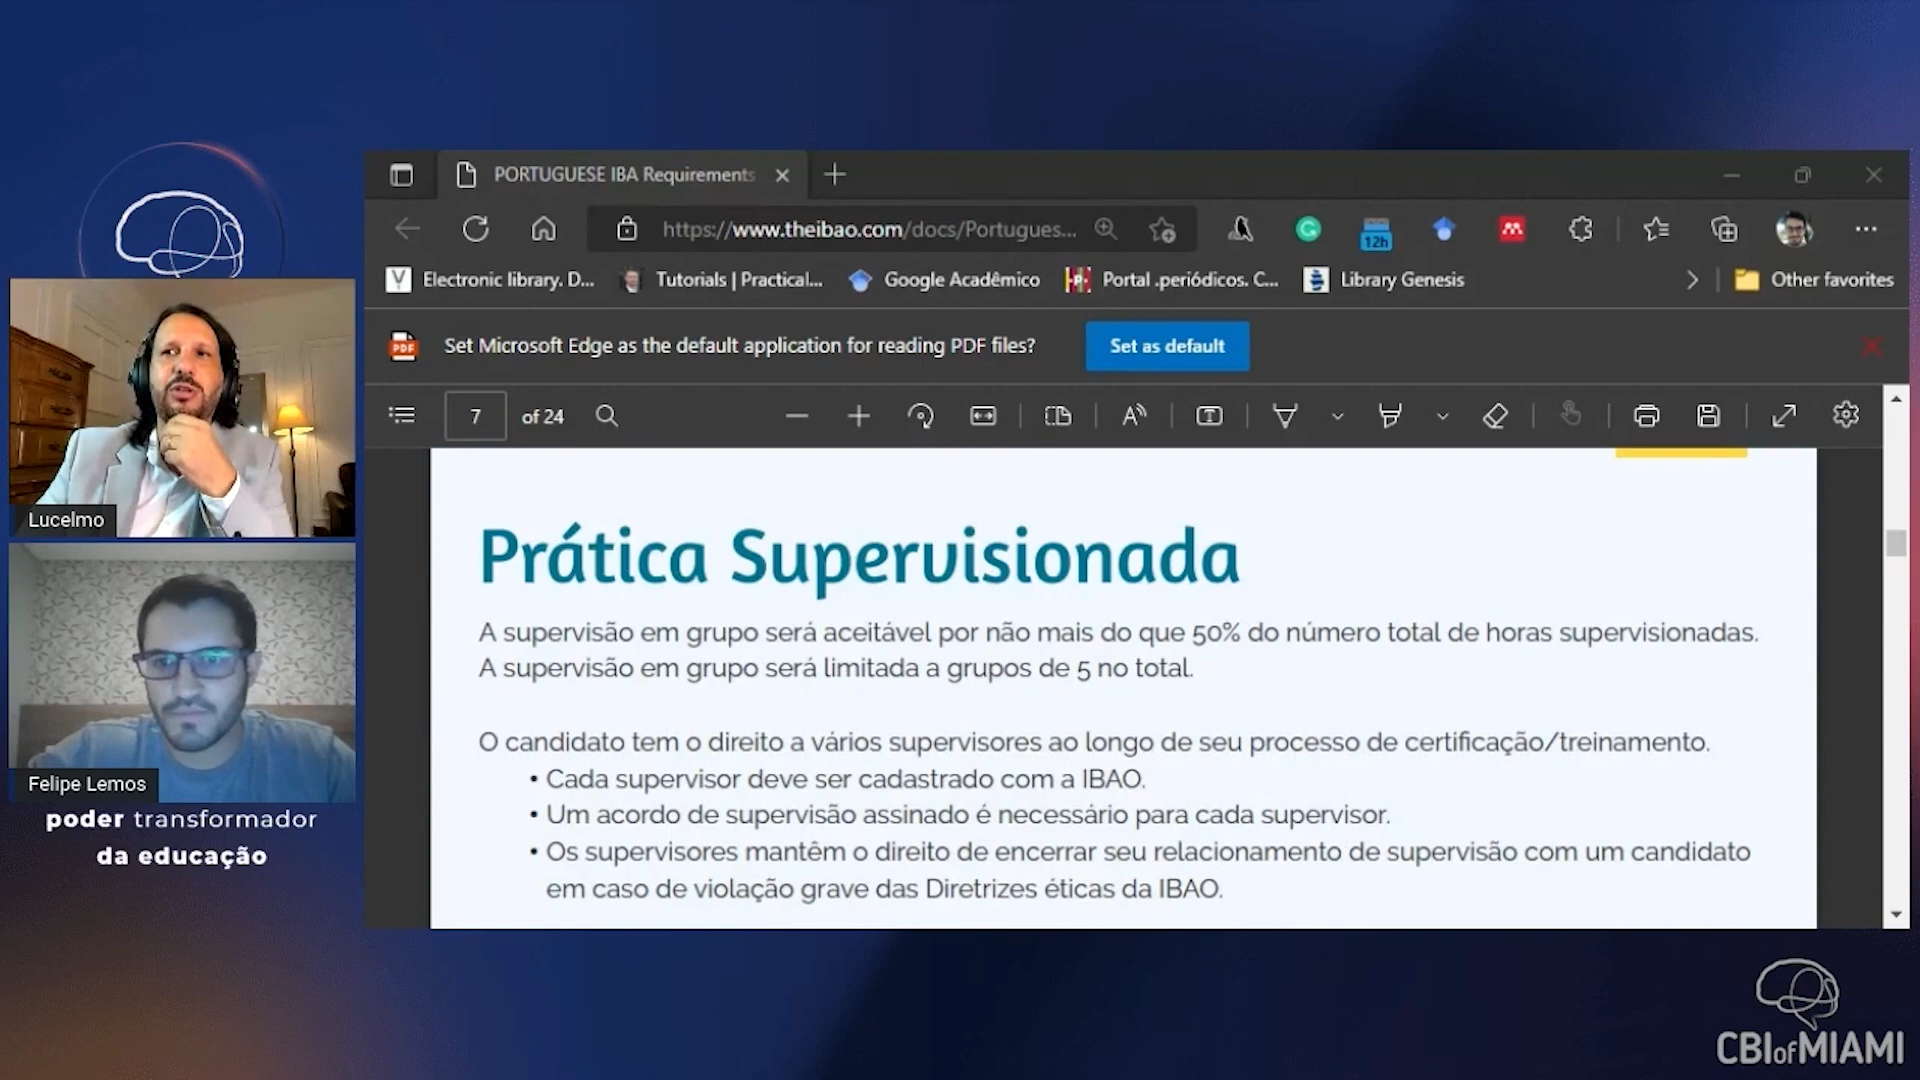 PORTUGUESE IBA Requirements
https://www.theibao.com/docs/Portugues...
12h
Electronic library. D...
Tutorials | Practical...
Google Acadêmico
Portal .periódicos. C...
Library Genesis
Other favorites
PDF
Set Microsoft Edge as the default application for reading PDF files?
Set as default
7 of 24
Prática Supervisionada
A supervisão em grupo será aceitável por não mais do que 50% do número total de horas supervisionadas.
A supervisão em grupo será limitada a grupos de 5 no total.
O candidato tem o direito a vários supervisores ao longo de seu processo de certificação/treinamento.
• Cada supervisor deve ser cadastrado com a IBAO.
• Um acordo de supervisão assinado é necessário para cada supervisor.
• Os supervisores mantêm o direito de encerrar seu relacionamento de supervisão com um candidato
em caso de violação grave das Diretrizes éticas da IBAO.
Lucelmo
Felipe Lemos
poder transformador
da educação
CBIofMIAMI